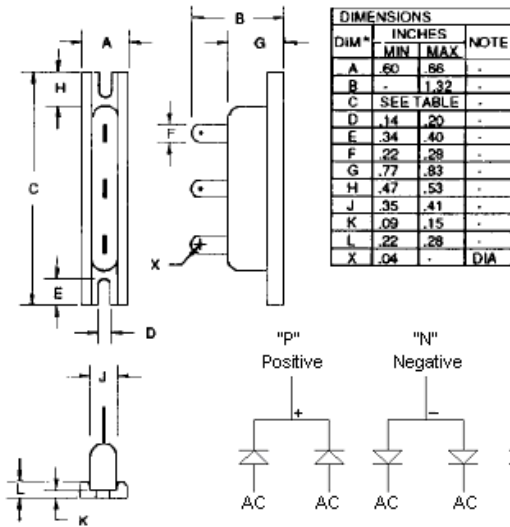 A
B
G
H
F
C
X
E
D
J
L
K
DIMENSIONS
DIM* INCHES NOTE
MIN MAX
A .60 .66 -
B - 1.32 -
C SEE TABLE -
D .14 .20 -
E .34 .40 -
F .22 .28 -
G .77 .83 -
H .47 .53 -
J .35 .41 -
K .09 .15 -
L .22 .28 -
X .04 - DIA
"P" "N"
Positive Negative
+ −
AC AC AC AC